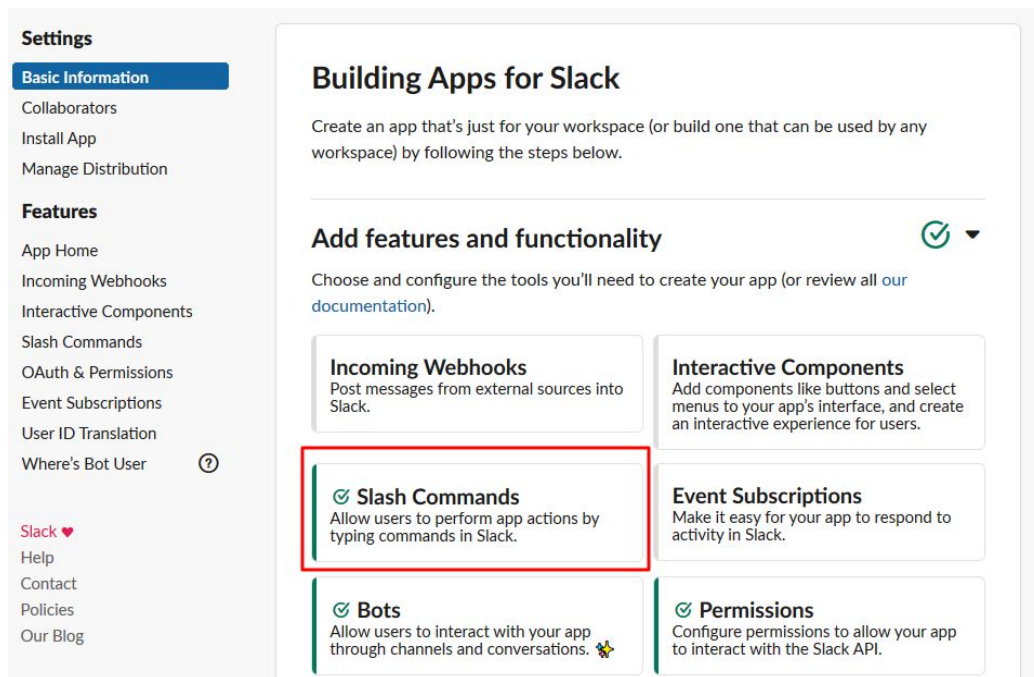 Settings
Basic Information
Collaborators
Install App
Manage Distribution
Features
App Home
Incoming Webhooks
Interactive Components
Slash Commands
OAuth & Permissions
Event Subscriptions
User ID Translation
Where's Bot User
Slack ♥
Help
Contact
Policies
Our Blog
Building Apps for Slack
Create an app that's just for your workspace (or build one that can be used by any
workspace) by following the steps below.
Add features and functionality
Choose and configure the tools you'll need to create your app (or review all our
documentation).
Incoming Webhooks
Post messages from external sources into
Slack.
Interactive Components
Add components like buttons and select
menus to your app's interface, and create
an interactive experience for users.
Slash Commands
Allow users to perform app actions by
typing commands in Slack.
Event Subscriptions
Make it easy for your app to respond to
activity in Slack.
Bots
Allow users to interact with your app
through channels and conversations.
Permissions
Configure permissions to allow your app
to interact with the Slack API.